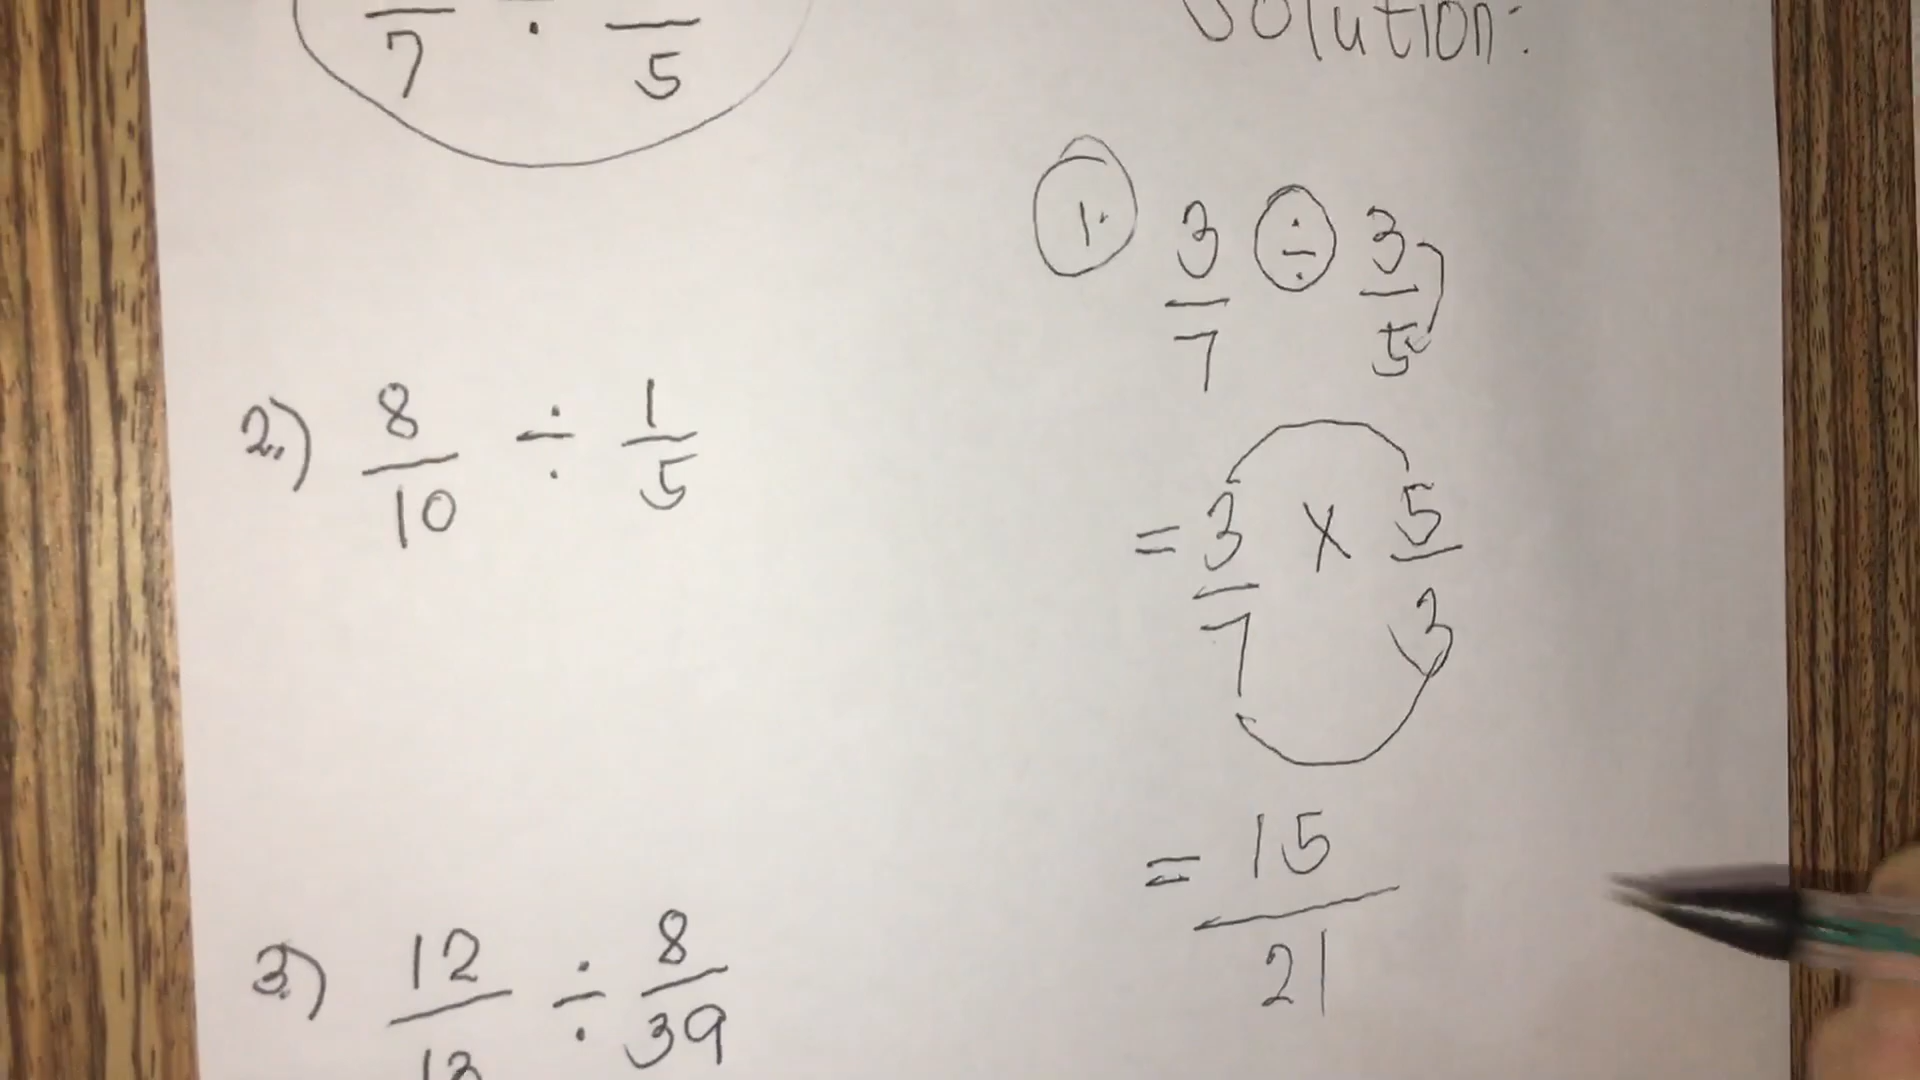 7 ÷ 5
Solution:
1. 3/7 ÷ 3/5
= 3/7 × 5/3
= 15/21
2.) 8/10 ÷ 1/5
3.) 12/13 ÷ 8/39